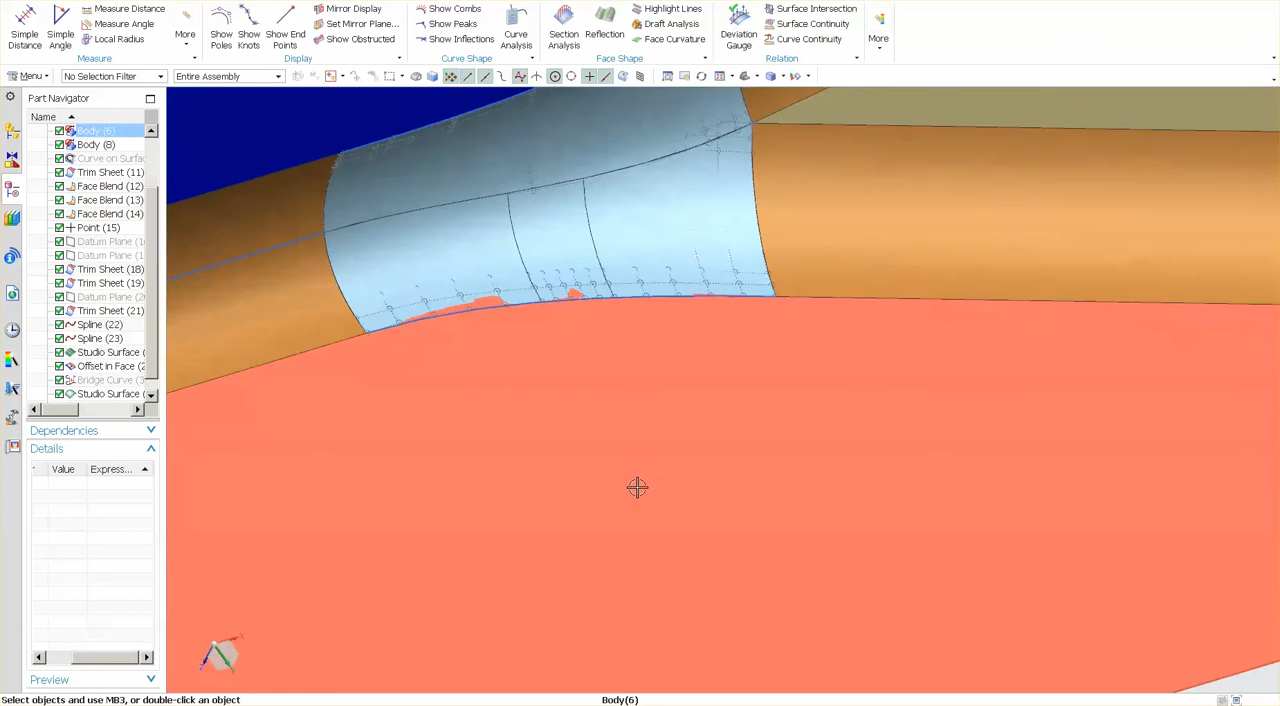 Simple Distance
Simple Angle
Measure Distance
Measure Angle
Local Radius
More
Measure
Show Poles
Show Knots
Show End Points
Mirror Display
Set Mirror Plane...
Show Obstructed
Display
Show Combs
Show Peaks
Show Inflections
Curve Analysis
Curve Shape
Section Analysis
Reflection
Highlight Lines
Draft Analysis
Face Curvature
Face Shape
Deviation Gauge
Surface Intersection
Surface Continuity
Curve Continuity
Relation
More
Menu
No Selection Filter
Entire Assembly
Part Navigator
Name
Body (6)
Body (8)
Curve on Surfac
Trim Sheet (11)
Face Blend (12)
Face Blend (13)
Face Blend (14)
Point (15)
Datum Plane (1
Datum Plane (1
Trim Sheet (18)
Trim Sheet (19)
Datum Plane (2
Trim Sheet (21)
Spline (22)
Spline (23)
Studio Surface (
Offset in Face (2
Bridge Curve (3
Studio Surface (
Dependencies
Details
Value Express...
Preview
X
Select objects and use MB3, or double-click an object
Body(6)